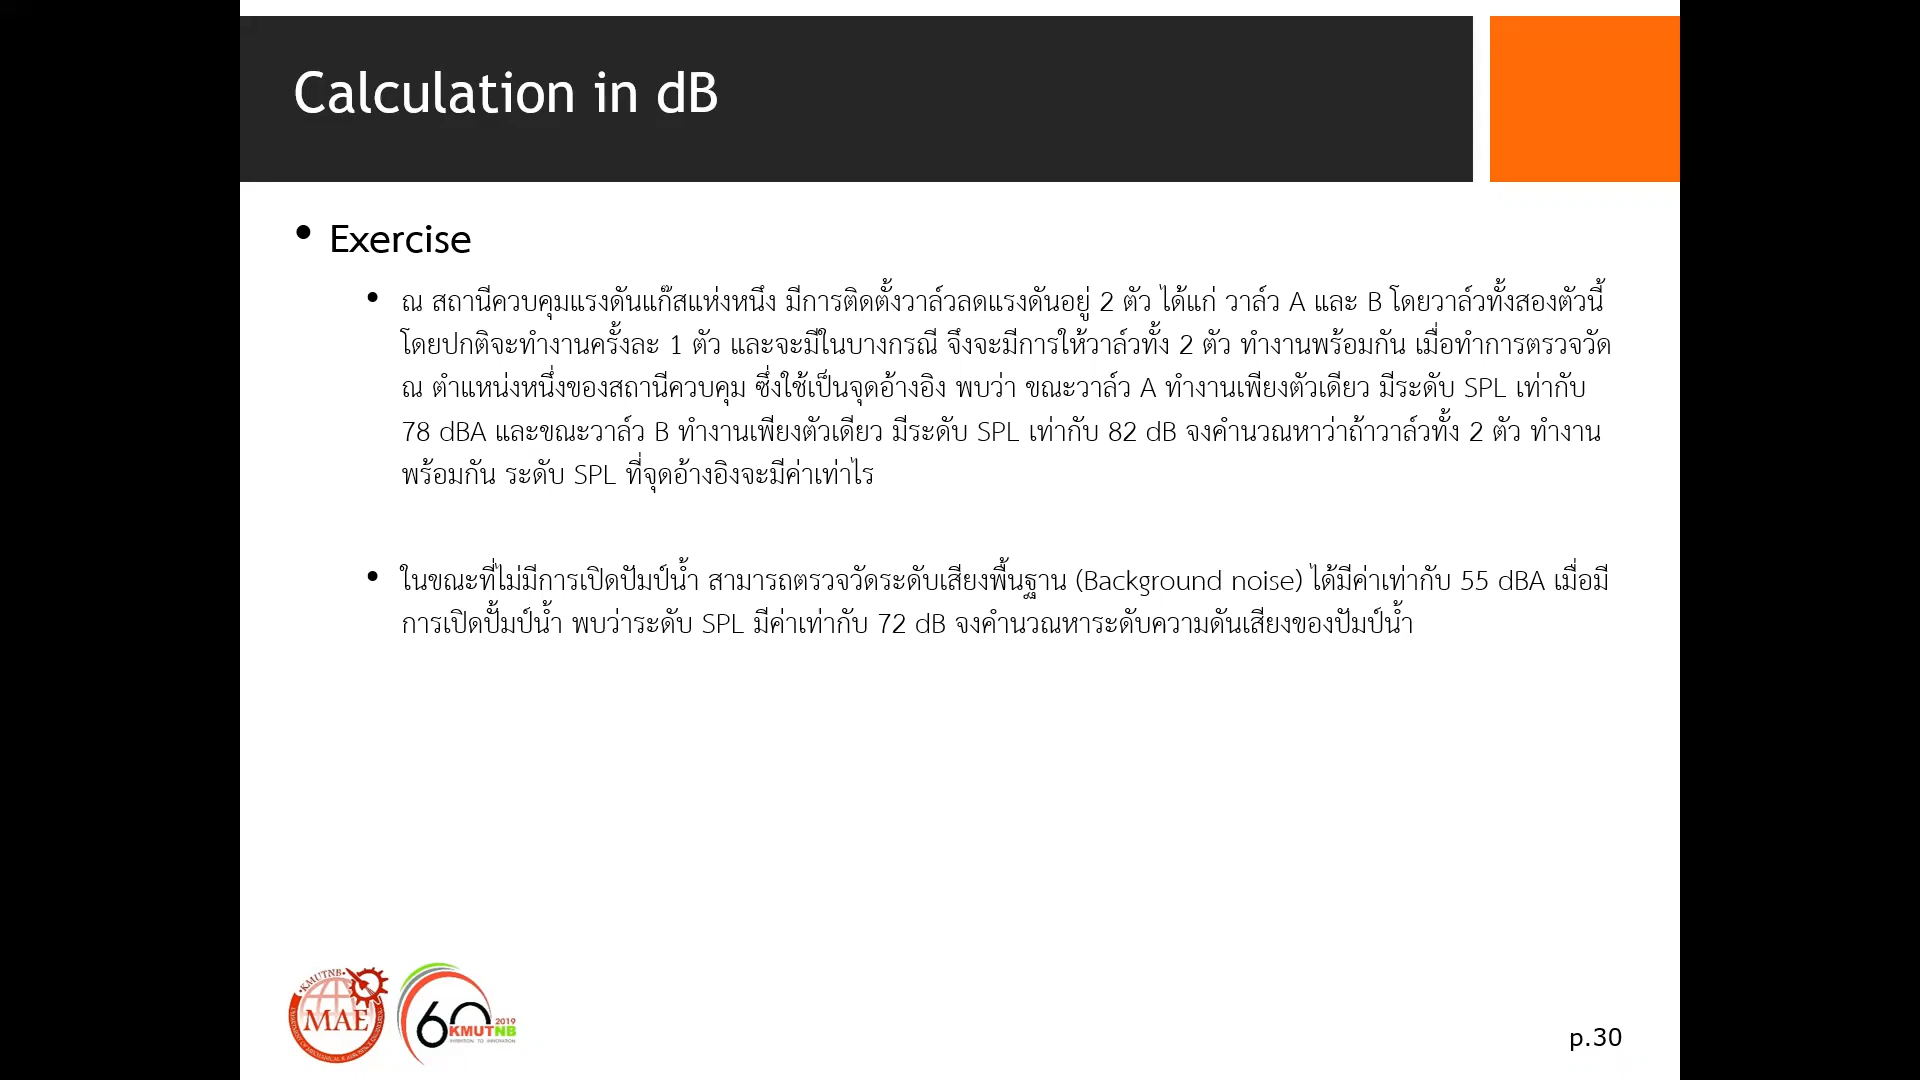 Calculation in dB
• Exercise
• ณ สถานีควบคุมแรงดันแก๊สแห่งหนึง มีการติดตั้งวาล์วลดแรงดันอยู่ 2 ตัว ได้แก่ วาล์ว A และ B โดยวาล์วทั้งสองตัวนี้
โดยปกติจะทำงานครั้งละ 1 ตัว และจะมีในบางกรณี จึงจะมีการให้วาล์วทั้ง 2 ตัว ทำงานพร้อมกัน เมื่อทำการตรวจวัด
ณ ตำแหน่งหนึ่งของสถานีควบคุม ซึ่งใช้เป็นจุดอ้างอิง พบว่า ขณะวาล์ว A ทำงานเพียงตัวเดียว มีระดับ SPL เท่ากับ
78 dBA และขณะวาล์ว B ทำงานเพียงตัวเดียว มีระดับ SPL เท่ากับ 82 dB จงคำนวณหาว่าถ้าวาล์วทั้ง 2 ตัว ทำงาน
พร้อมกัน ระดับ SPL ที่จุดอ้างอิงจะมีค่าเท่าไร
• ในขณะที่ไม่มีการเปิดปัมป์น้ำ สามารถตรวจวัดระดับเสียงพื้นฐาน (Background noise) ได้มีค่าเท่ากับ 55 dBA เมื่อมี
การเปิดปั้มป์น้ำ พบว่าระดับ SPL มีค่าเท่ากับ 72 dB จงคำนวณหาระดับความดันเสียงของปัมป์น้ำ
•KMUTNB•
MAE
60
2019
KMUTNB
INVENTION TO INNOVATION
p.30